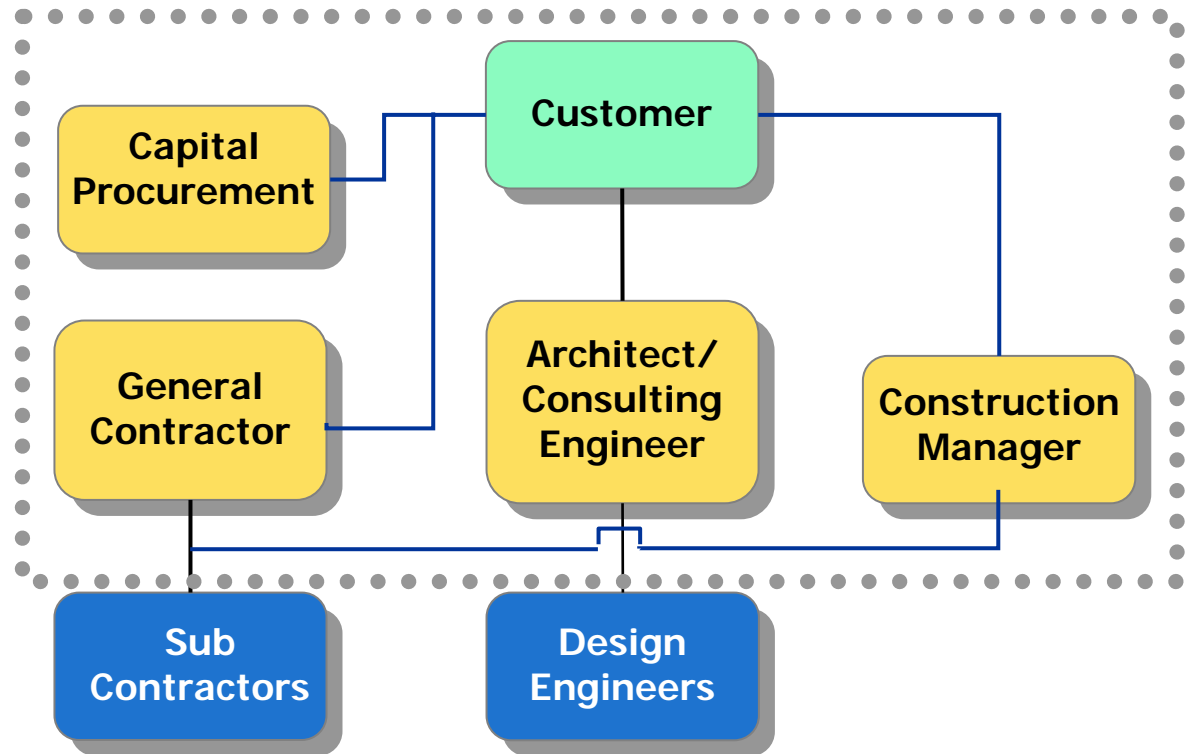 Customer
Capital
Procurement
General
Contractor
Architect/
Consulting
Engineer
Construction
Manager
Sub
Contractors
Design
Engineers